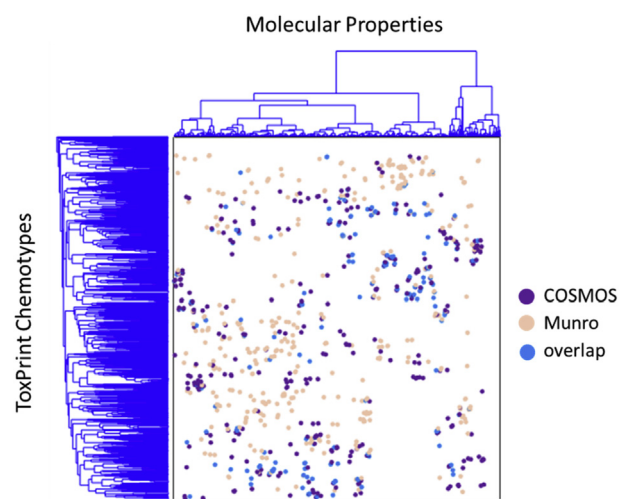 Molecular Properties
ToxPrint Chemotypes
COSMOS
Munro
overlap